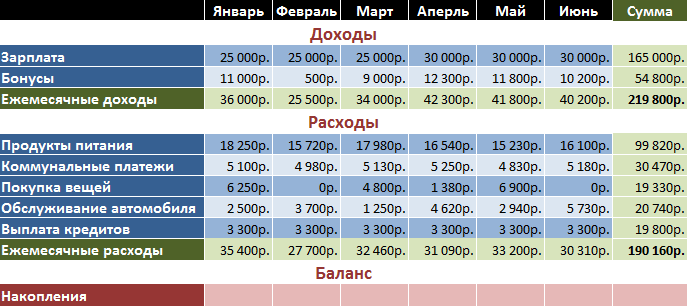 Январь Февраль Март Аперль Май Июнь Сумма
Доходы
Зарплата 25 000р. 25 000р. 25 000р. 30 000р. 30 000р. 30 000р. 165 000р.
Бонусы 11 000р. 500р. 9 000р. 12 300р. 11 800р. 10 200р. 54 800р.
Ежемесячные доходы 36 000р. 25 500р. 34 000р. 42 300р. 41 800р. 40 200р. 219 800р.
Расходы
Продукты питания 18 250р. 15 720р. 17 980р. 16 540р. 15 230р. 16 100р. 99 820р.
Коммунальные платежи 5 100р. 4 980р. 5 130р. 5 250р. 4 830р. 5 180р. 30 470р.
Покупка вещей 6 250р. 0р. 4 800р. 1 380р. 6 900р. 0р. 19 330р.
Обслуживание автомобиля 2 500р. 3 700р. 1 250р. 4 620р. 2 940р. 5 730р. 20 740р.
Выплата кредитов 3 300р. 3 300р. 3 300р. 3 300р. 3 300р. 3 300р. 19 800р.
Ежемесячные расходы 35 400р. 27 700р. 32 460р. 31 090р. 33 200р. 30 310р. 190 160р.
Баланс
Накопления